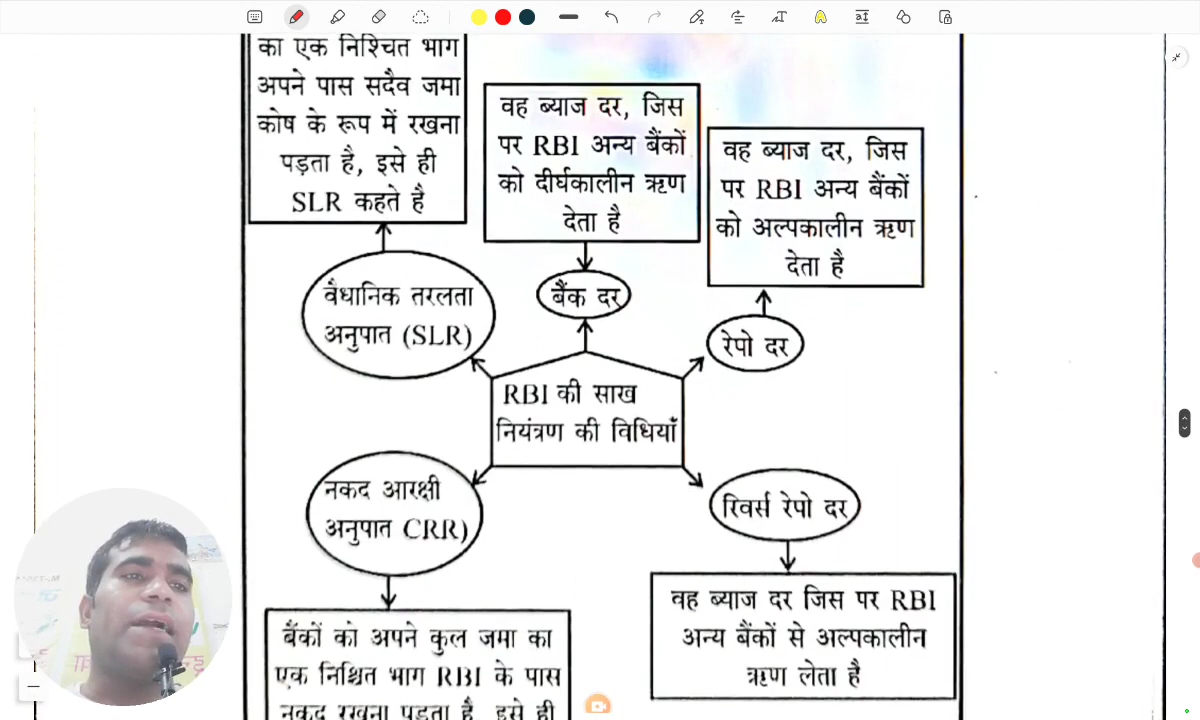 का एक निश्चित भाग
अपने पास सदैव जमा
कोष के रूप में रखना
पड़ता है, इसे ही
SLR कहते है
वह ब्याज दर, जिस
पर RBI अन्य बैंकों
को दीर्घकालीन ऋण
देता है
वह ब्याज दर, जिस
पर RBI अन्य बैंकों
को अल्पकालीन ऋण
देता है
वैधानिक तरलता
अनुपात (SLR)
बैंक दर
रेपो दर
RBI की साख
नियंत्रण की विधियाँ
नकद आरक्षी
अनुपात CRR)
रिवर्स रेपो दर
बैंकों को अपने कुल जमा का
एक निश्चित भाग RBI के पास
नकद रखना पड़ता है, इसे ही
वह ब्याज दर जिस पर RBI
अन्य बैंकों से अल्पकालीन
ऋण लेता है